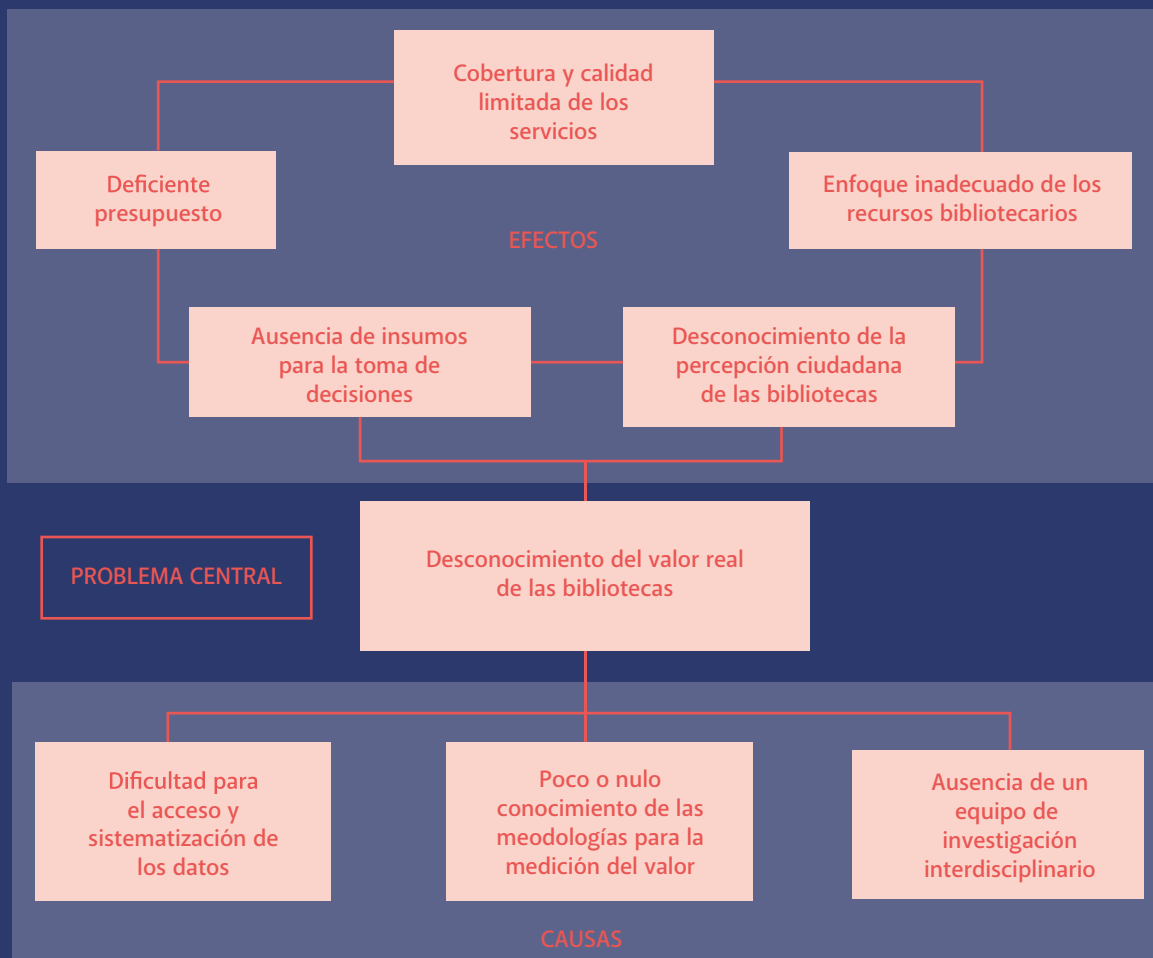 Cobertura y calidad
limitada de los
servicios
Deficiente
presupuesto
Enfoque inadecuado de los
recursos bibliotecarios
EFECTOS
Ausencia de insumos
para la toma de
decisiones
Desconocimiento de la
percepción ciudadana
de las bibliotecas
PROBLEMA CENTRAL
Desconocimiento del valor real
de las bibliotecas
Dificultad para
el acceso y
sistematización de
los datos
Poco o nulo
conocimiento de las
meodologías para la
medición del valor
Ausencia de un
equipo de
investigación
interdisciplinario
CAUSAS